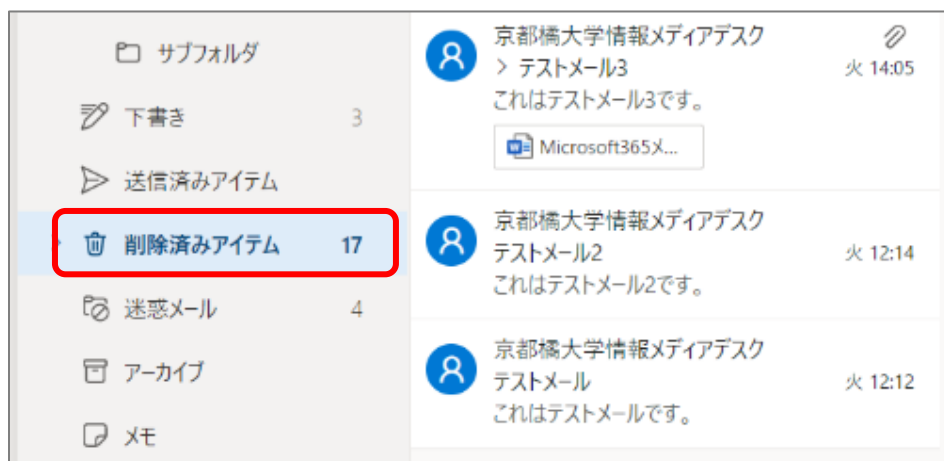 サブフォルダ
下書き 3
送信済みアイテム
削除済みアイテム 17
迷惑メール 4
アーカイブ
メモ
京都橘大学情報メディアデスク
> テストメール3 火 14:05
これはテストメール3です。
Microsoft365メ...
京都橘大学情報メディアデスク
テストメール2 火 12:14
これはテストメール2です。
京都橘大学情報メディアデスク
テストメール 火 12:12
これはテストメールです。